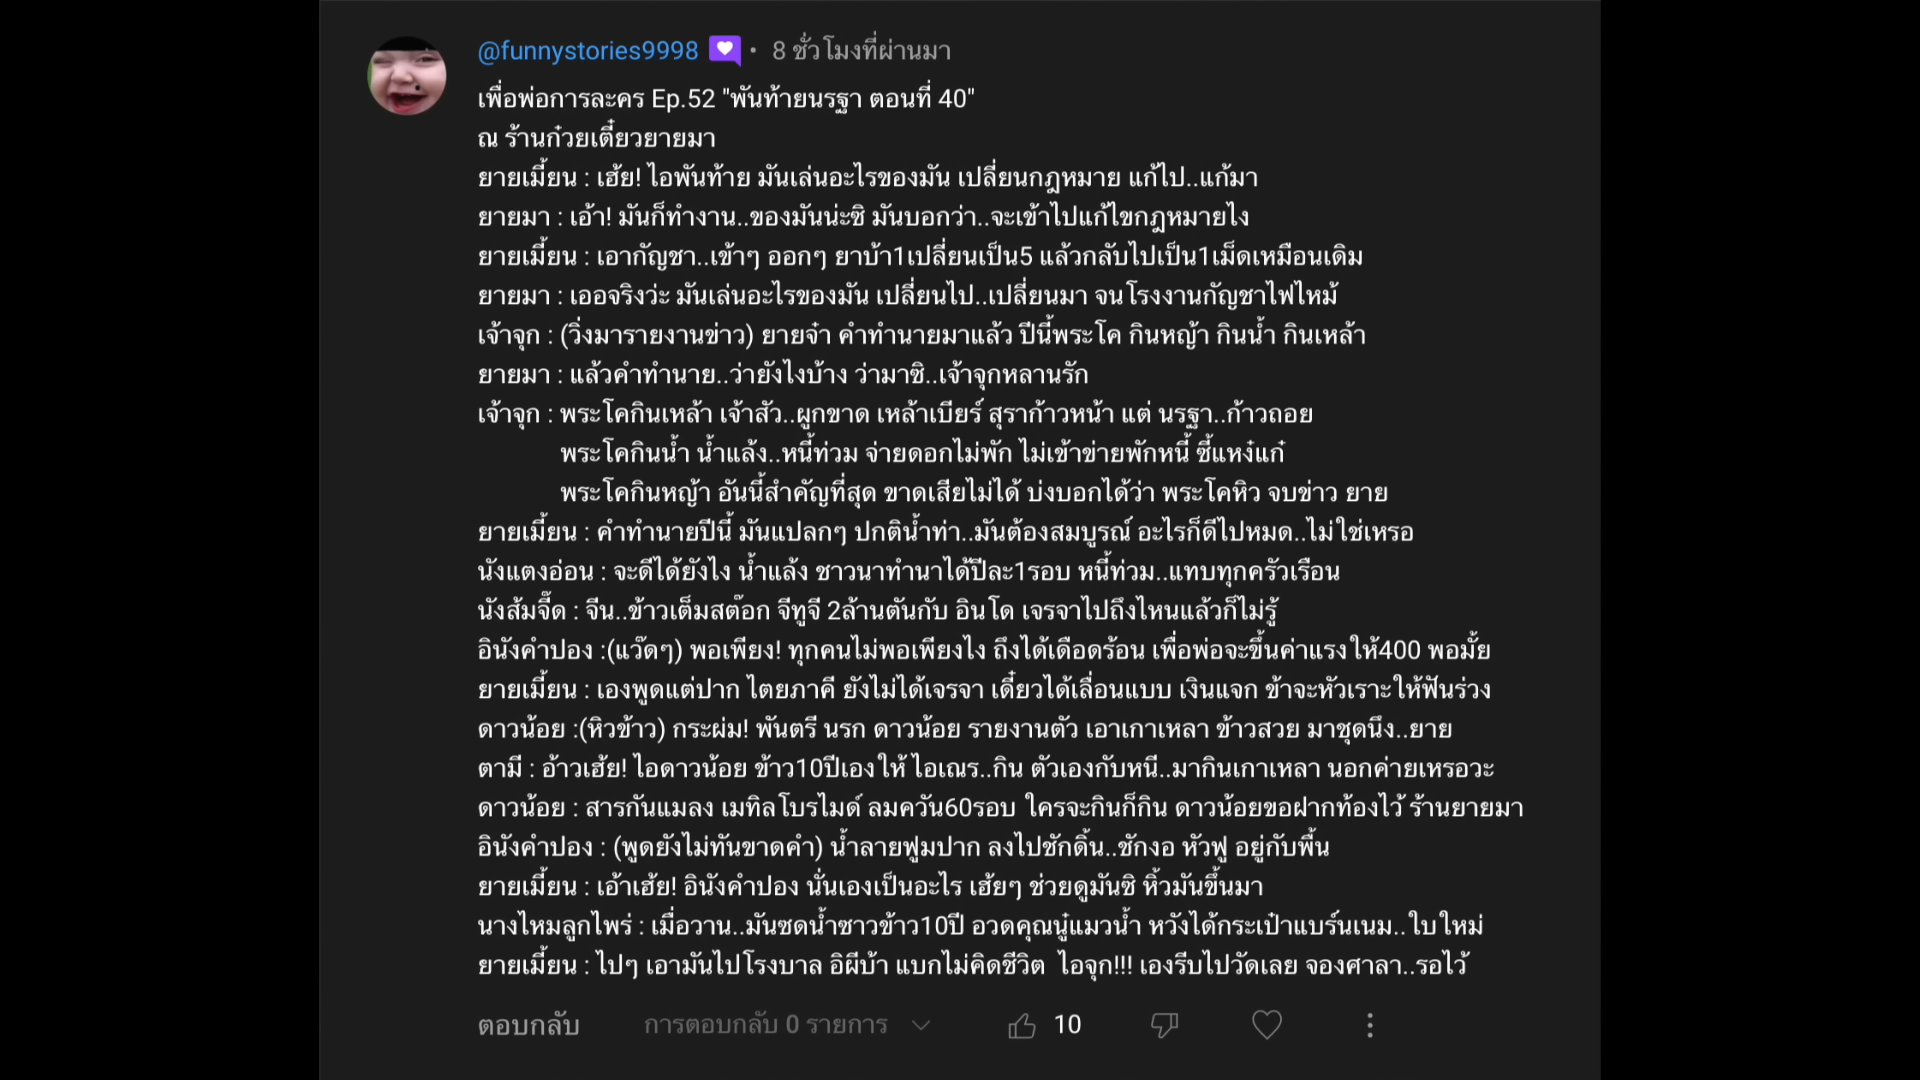 @funnystories9998 • 8 ชั่วโมงที่ผ่านมา
เพื่อพ่อการละคร Ep.52 "พันท้ายนรฐา ตอนที่ 40"
ณ ร้านก๋วยเตี๋ยวยายมา
ยายเมี้ยน : เฮ้ย! ไอพันท้าย มันเล่นอะไรของมัน เปลี่ยนกฎหมาย แก้ไป..แก้มา
ยายมา : เอ้า! มันก็ทำงาน..ของมันน่ะซิ มันบอกว่า..จะเข้าไปแก้ไขกฎหมายไง
ยายเมี้ยน : เอากัญชา..เข้าๆ ออกๆ ยาบ้า1เปลี่ยนเป็น5 แล้วกลับไปเป็น1เม็ดเหมือนเดิม
ยายมา : เออจริงว่ะ มันเล่นอะไรของมัน เปลี่ยนไป..เปลี่ยนมา จนโรงงานกัญชาไฟไหม้
เจ้าจุก : (วิ่งมารายงานข่าว) ยายจ๋า คำทำนายมาแล้ว ปีนี้พระโค กินหญ้า กินน้ำ กินเหล้า
ยายมา : แล้วคำทำนาย..ว่ายังไงบ้าง ว่ามาซิ..เจ้าจุกหลานรัก
เจ้าจุก : พระโคกินเหล้า เจ้าสัว..ผูกขาด เหล้าเบียร์ สุราก้าวหน้า แต่ นรฐา..ก้าวถอย
พระโคกินน้ำ น้ำแล้ง..หนี้ท่วม จ่ายดอกไม่พัก ไม่เข้าข่ายพักหนี้ ซี้แหง๋แก๋
พระโคกินหญ้า อันนี้สำคัญที่สุด ขาดเสียไม่ได้ บ่งบอกได้ว่า พระโคหิว จบข่าว ยาย
ยายเมี้ยน : คำทำนายปีนี้ มันแปลกๆ ปกติน้ำท่า..มันต้องสมบูรณ์ อะไรก็ดีไปหมด..ไม่ใช่เหรอ
นังแตงอ่อน : จะดีได้ยังไง น้ำแล้ง ชาวนาทำนาได้ปีละ1รอบ หนี้ท่วม..แทบทุกครัวเรือน
นังส้มจี๊ด : จีน..ข้าวเต็มสต๊อก จีทูจี 2ล้านตันกับ อินโด เจรจาไปถึงไหนแล้วก็ไม่รู้
อินังคำปอง :(แว๊ดๆ) พอเพียง! ทุกคนไม่พอเพียงไง ถึงได้เดือดร้อน เพื่อพ่อจะขึ้นค่าแรงให้400 พอมั้ย
ยายเมี้ยน : เองพูดแต่ปาก ไตยภาคี ยังไม่ได้เจรจา เดี๋ยวได้เลื่อนแบบ เงินแจก ข้าจะหัวเราะให้ฟันร่วง
ดาวน้อย :(หิวข้าว) กระผ่ม! พันตรี นรก ดาวน้อย รายงานตัว เอาเกาเหลา ข้าวสวย มาชุดนึง..ยาย
ตามี : อ้าวเฮ้ย! ไอดาวน้อย ข้าว10ปีเองให้ ไอเณร..กิน ตัวเองกับหนี..มากินเกาเหลา นอกค่ายเหรอวะ
ดาวน้อย : สารกันแมลง เมทิลโบรไมด์ ลมควัน60รอบ ใครจะกินก็กิน ดาวน้อยขอฝากท้องไว้ ร้านยายมา
อินังคำปอง : (พูดยังไม่ทันขาดคำ) น้ำลายฟูมปาก ลงไปชักดิ้น..ชักงอ หัวฟู อยู่กับพื้น
ยายเมี้ยน : เอ้าเฮ้ย! อินังคำปอง นั่นเองเป็นอะไร เฮ้ยๆ ช่วยดูมันซิ หิ้วมันขึ้นมา
นางไหมลูกไพร่ : เมื่อวาน..มันซดน้ำซาวข้าว10ปี อวดคุณนู๋แมวน้ำ หวังได้กระเป๋าแบร์นเนม..ใบใหม่
ยายเมี้ยน : ไปๆ เอามันไปโรงบาล อิผีบ้า แบกไม่คิดชีวิต ไอจุก!!! เองรีบไปวัดเลย จองศาลา..รอไว้
ตอบกลับ การตอบกลับ 0 รายการ 10